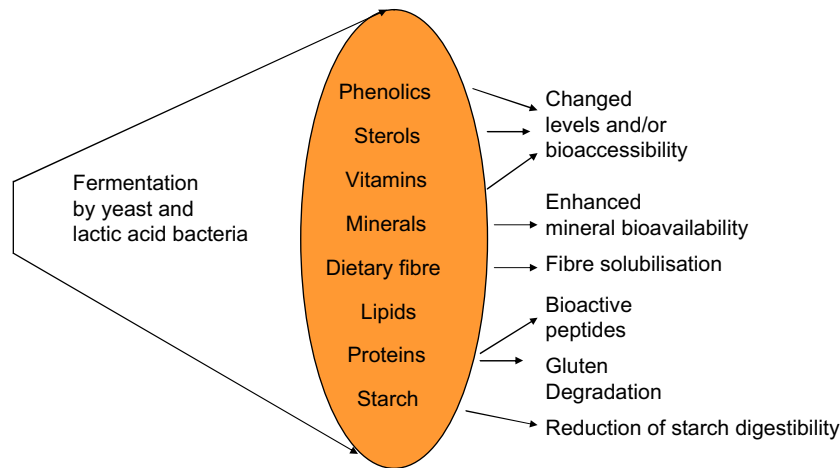 Fermentation
by yeast and
lactic acid bacteria
Phenolics
Sterols
Vitamins
Minerals
Dietary fibre
Lipids
Proteins
Starch
Changed
levels and/or
bioaccessibility
Enhanced
mineral bioavailability
Fibre solubilisation
Bioactive
peptides
Gluten
Degradation
Reduction of starch digestibility